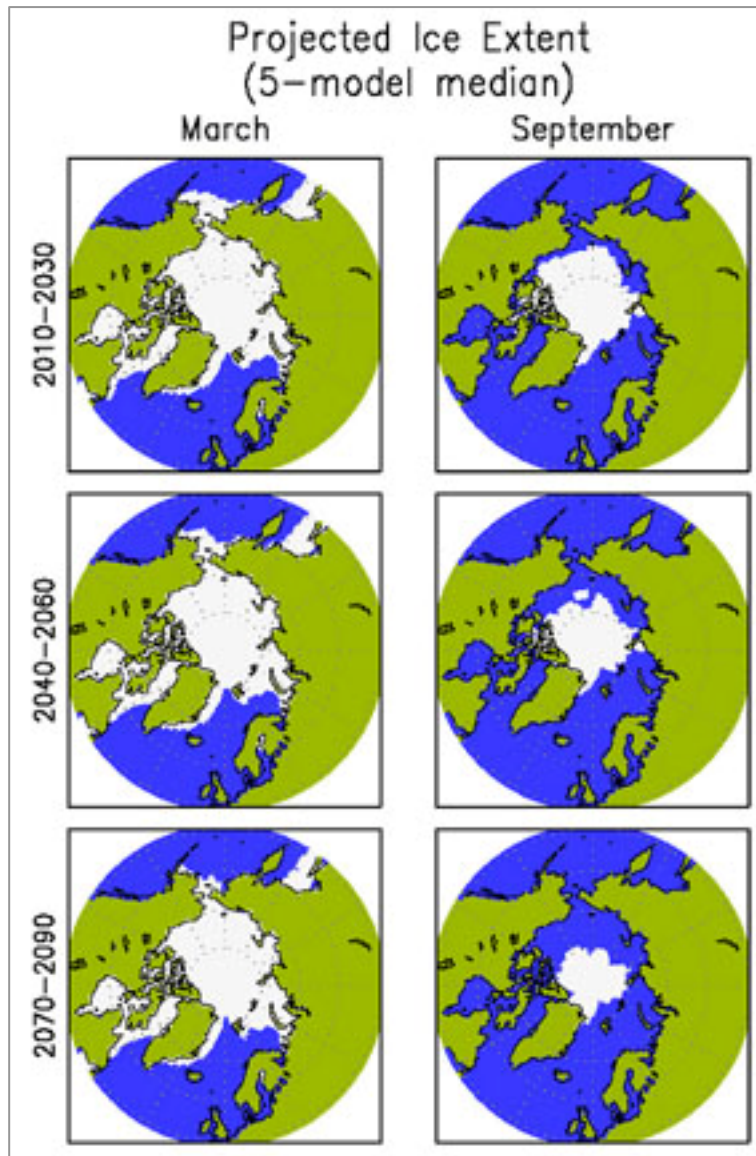 Projected Ice Extent
(5-model median)
March
September
2010-2030
2040-2060
2070-2090